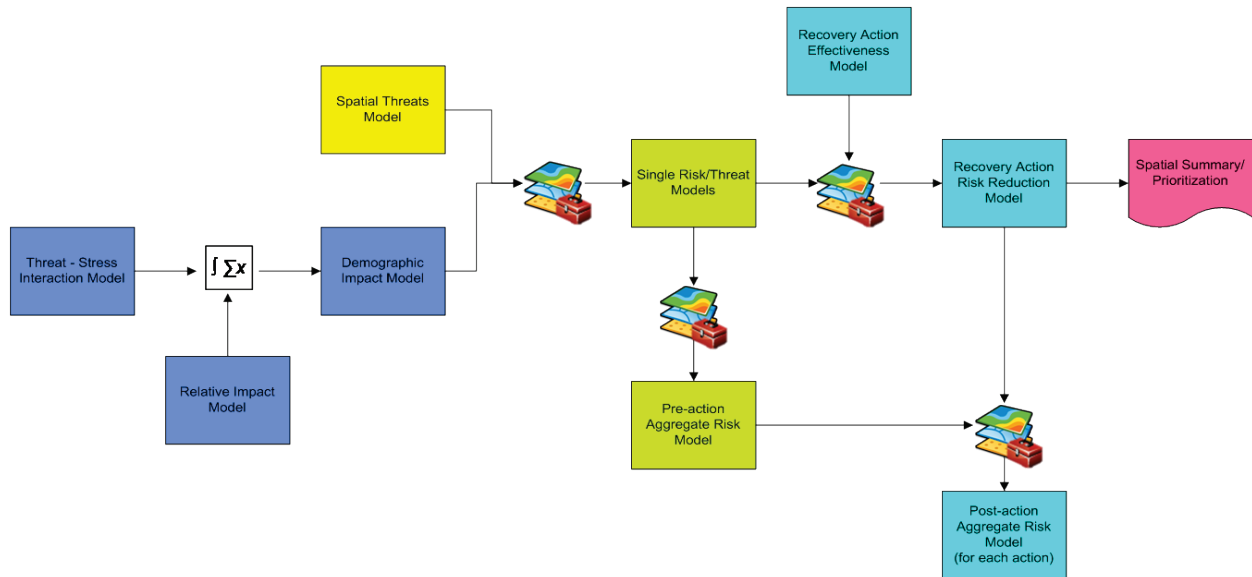 Recovery Action
Effectiveness
Model
Spatial Threats
Model
Single Risk/Threat
Models
Recovery Action
Risk Reduction
Model
Spatial Summary/
Prioritization
Threat - Stress
Interaction Model
∫ ∑x
Demographic
Impact Model
Relative Impact
Model
Pre-action
Aggregate Risk
Model
Post-action
Aggregate Risk
Model
(for each action)